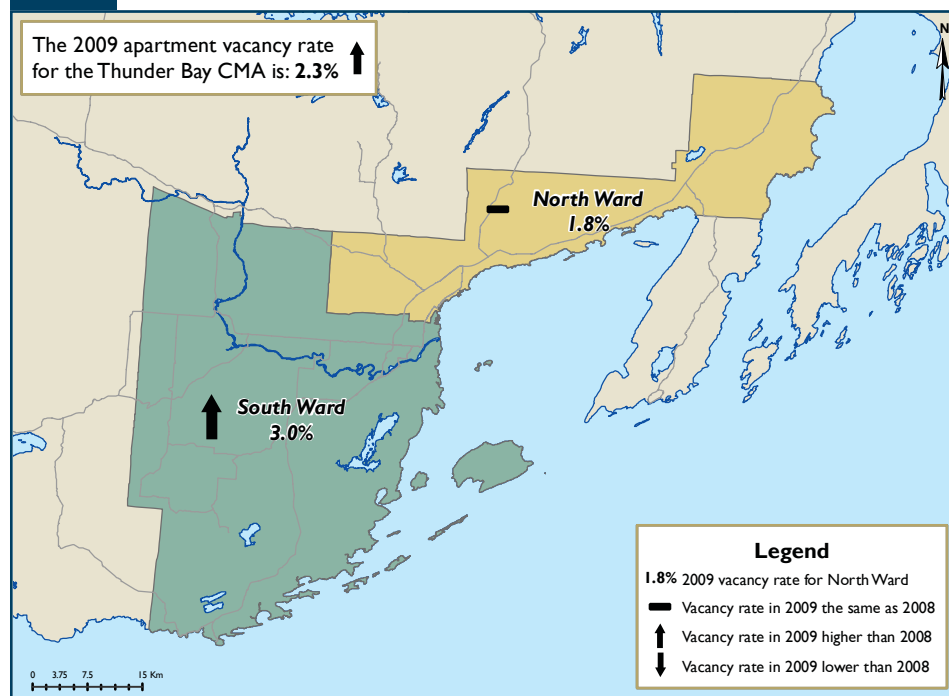 The 2009 apartment vacancy rate
for the Thunder Bay CMA is: 2.3%
N
North Ward
1.8%
South Ward
3.0%
Legend
1.8% 2009 vacancy rate for North Ward
Vacancy rate in 2009 the same as 2008
Vacancy rate in 2009 higher than 2008
Vacancy rate in 2009 lower than 2008
0 3.75 7.5 15 Km